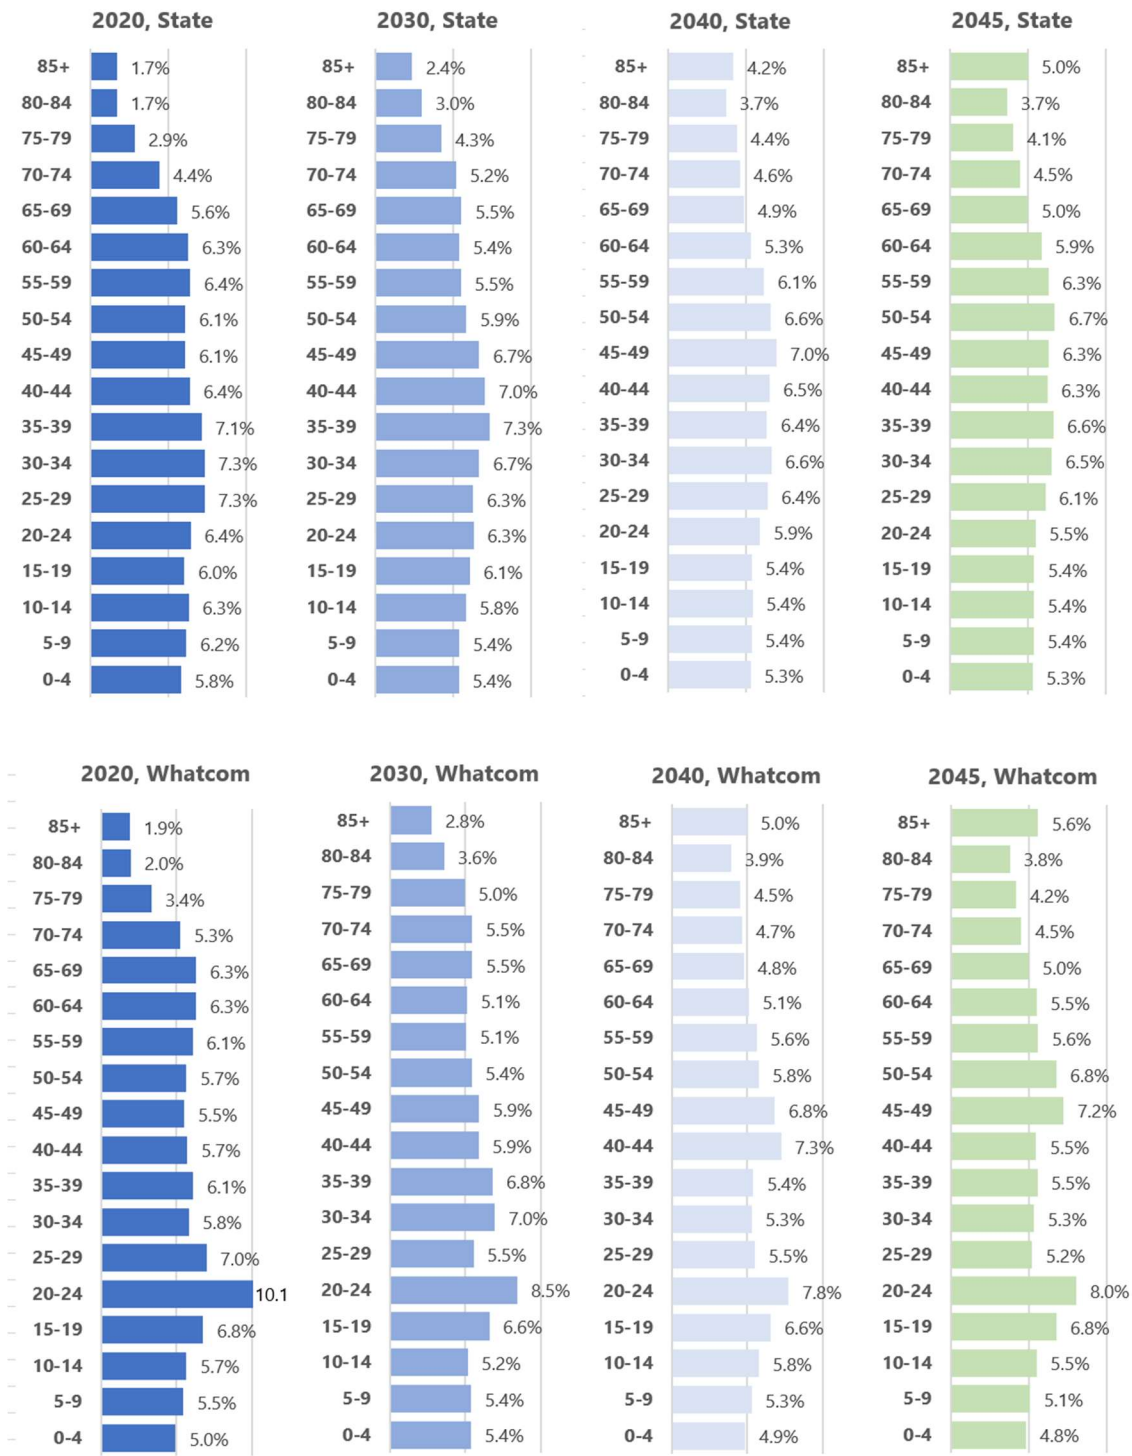 2020, State 2030, State 2040, State 2045, State
85+ 1.7% 85+ 2.4% 85+ 4.2% 85+ 5.0%
80-84 1.7% 80-84 3.0% 80-84 3.7% 80-84 3.7%
75-79 2.9% 75-79 4.3% 75-79 4.4% 75-79 4.1%
70-74 4.4% 70-74 5.2% 70-74 4.6% 70-74 4.5%
65-69 5.6% 65-69 5.5% 65-69 4.9% 65-69 5.0%
60-64 6.3% 60-64 5.4% 60-64 5.3% 60-64 5.9%
55-59 6.4% 55-59 5.5% 55-59 6.1% 55-59 6.3%
50-54 6.1% 50-54 5.9% 50-54 6.6% 50-54 6.7%
45-49 6.1% 45-49 6.7% 45-49 7.0% 45-49 6.3%
40-44 6.4% 40-44 7.0% 40-44 6.5% 40-44 6.3%
35-39 7.1% 35-39 7.3% 35-39 6.4% 35-39 6.6%
30-34 7.3% 30-34 6.7% 30-34 6.6% 30-34 6.5%
25-29 7.3% 25-29 6.3% 25-29 6.4% 25-29 6.1%
20-24 6.4% 20-24 6.3% 20-24 5.9% 20-24 5.5%
15-19 6.0% 15-19 6.1% 15-19 5.4% 15-19 5.4%
10-14 6.3% 10-14 5.8% 10-14 5.4% 10-14 5.4%
5-9 6.2% 5-9 5.4% 5-9 5.4% 5-9 5.4%
0-4 5.8% 0-4 5.4% 0-4 5.3% 0-4 5.3%
2020, Whatcom 2030, Whatcom 2040, Whatcom 2045, Whatcom
85+ 1.9% 85+ 2.8% 85+ 5.0% 85+ 5.6%
80-84 2.0% 80-84 3.6% 80-84 3.9% 80-84 3.8%
75-79 3.4% 75-79 5.0% 75-79 4.5% 75-79 4.2%
70-74 5.3% 70-74 5.5% 70-74 4.7% 70-74 4.5%
65-69 6.3% 65-69 5.5% 65-69 4.8% 65-69 5.0%
60-64 6.3% 60-64 5.1% 60-64 5.1% 60-64 5.5%
55-59 6.1% 55-59 5.1% 55-59 5.6% 55-59 5.6%
50-54 5.7% 50-54 5.4% 50-54 5.8% 50-54 6.8%
45-49 5.5% 45-49 5.9% 45-49 6.8% 45-49 7.2%
40-44 5.7% 40-44 5.9% 40-44 7.3% 40-44 5.5%
35-39 6.1% 35-39 6.8% 35-39 5.4% 35-39 5.5%
30-34 5.8% 30-34 7.0% 30-34 5.3% 30-34 5.3%
25-29 7.0% 25-29 5.5% 25-29 5.5% 25-29 5.2%
20-24 10.1 20-24 8.5% 20-24 7.8% 20-24 8.0%
15-19 6.8% 15-19 6.6% 15-19 6.6% 15-19 6.8%
10-14 5.7% 10-14 5.2% 10-14 5.8% 10-14 5.5%
5-9 5.5% 5-9 5.4% 5-9 5.3% 5-9 5.1%
0-4 5.0% 0-4 5.4% 0-4 4.9% 0-4 4.8%